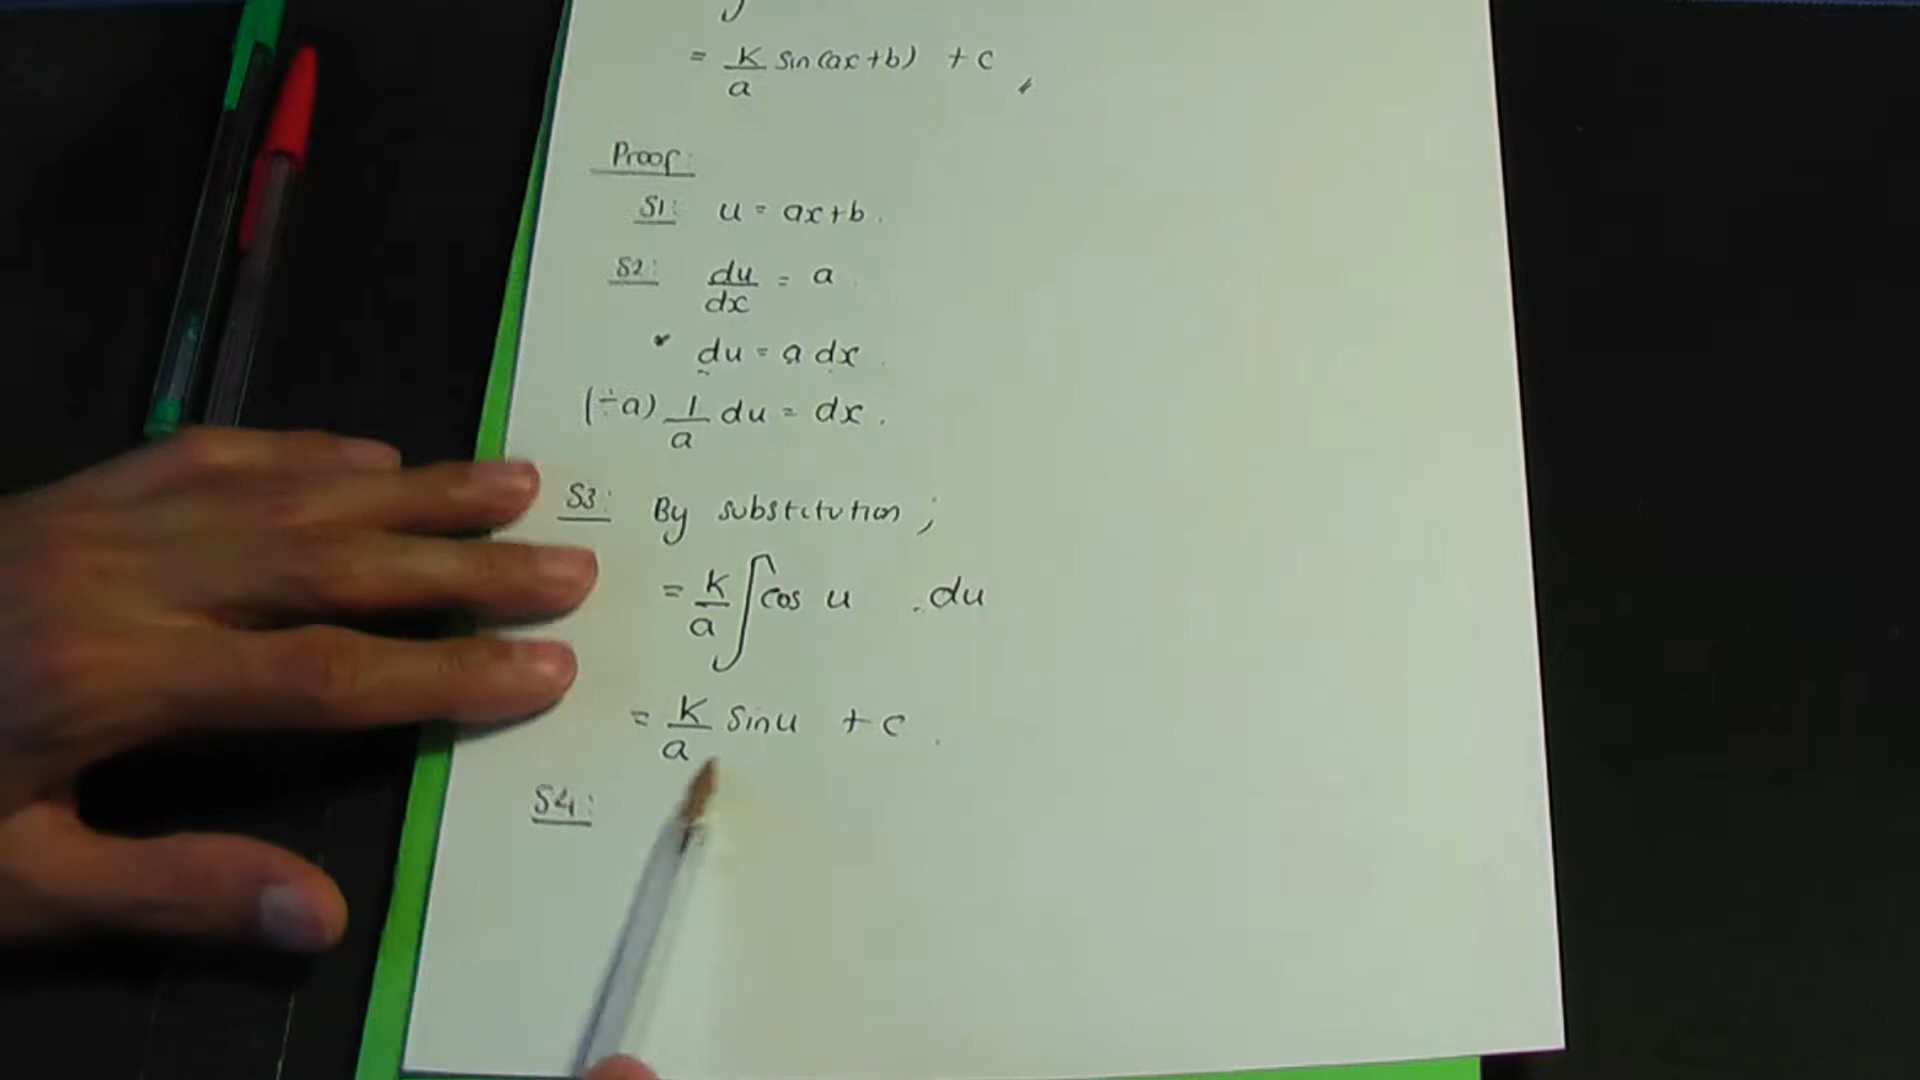 = K/a sin(ax+b) + c
Proof:
S1: u = ax+b.
S2: du/dx = a
* du = a dx.
(÷a) 1/a du = dx.
S3: By substitution;
= K/a ∫cos u . du
= K/a sinu + c.
S4: